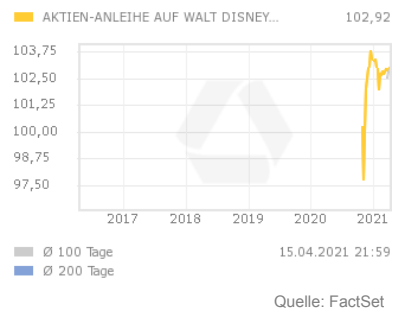 AKTIEN-ANLEIHE AUF WALT DISNEY... 102,92
103,75
102,50
101,25
100,00
98,75
97,50
2017 2018 2019 2020 2021
Ø 100 Tage 15.04.2021 21:59
Ø 200 Tage
Quelle: FactSet